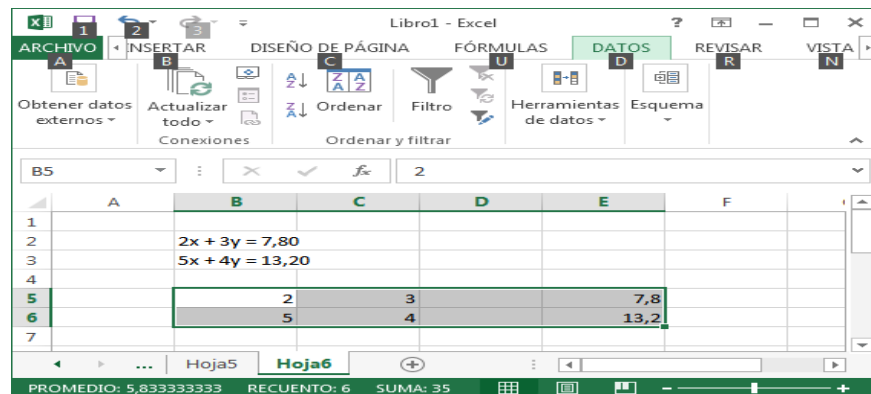 Libro1 - Excel
1 2 3
ARCHIVO INSERTAR DISEÑO DE PÁGINA FÓRMULAS DATOS REVISAR VISTA
A B C U D R N
Obtener datos externos
Actualizar todo
Ordenar
Filtro
Herramientas de datos
Esquema
Conexiones
Ordenar y filtrar
B5 fx 2
A B C D E F
1
2 2x + 3y = 7,80
3 5x + 4y = 13,20
4
5 2 3 7,8
6 5 4 13,2
7
... Hoja5 Hoja6
PROMEDIO: 5,833333333 RECUENTO: 6 SUMA: 35